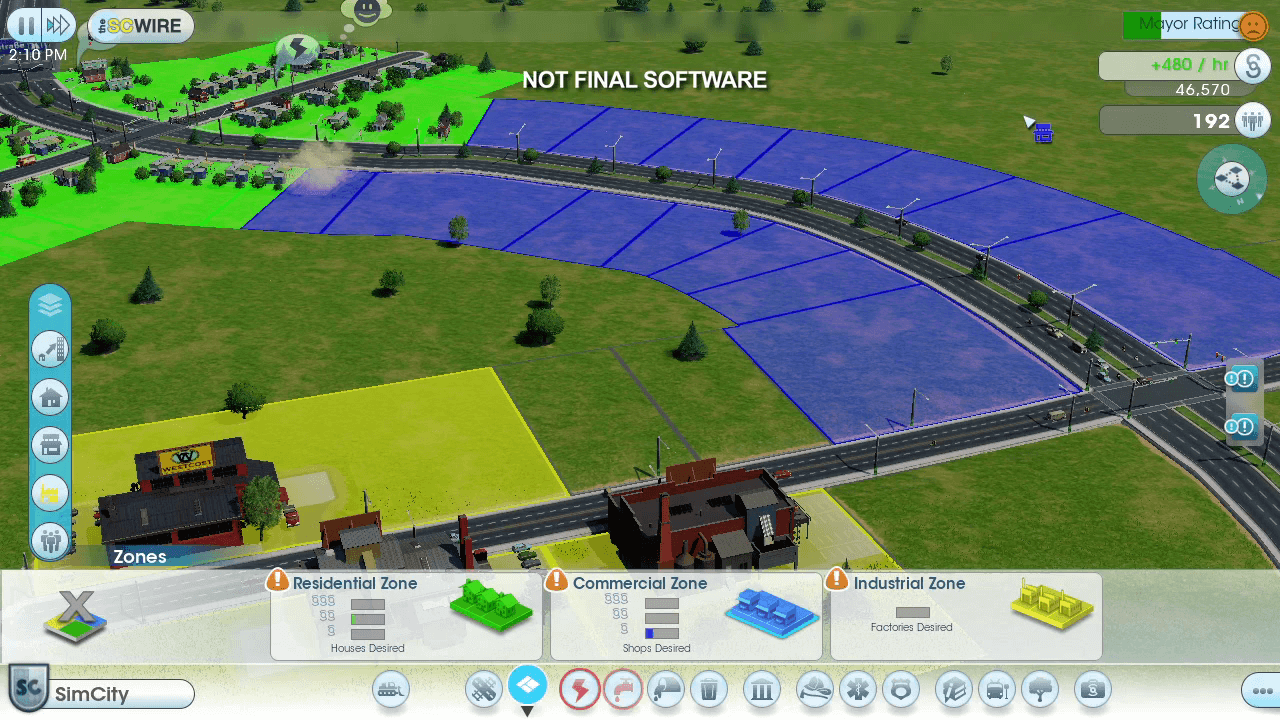 the SCWIRE
Mayor Rating
2:10 PM
NOT FINAL SOFTWARE
+480 / hr
46,570
192
N
WESTCOST
Zones
Residential Zone
§§§
§§
§
Houses Desired
Commercial Zone
§§§
§§
§
Shops Desired
Industrial Zone
Factories Desired
SC
SimCity